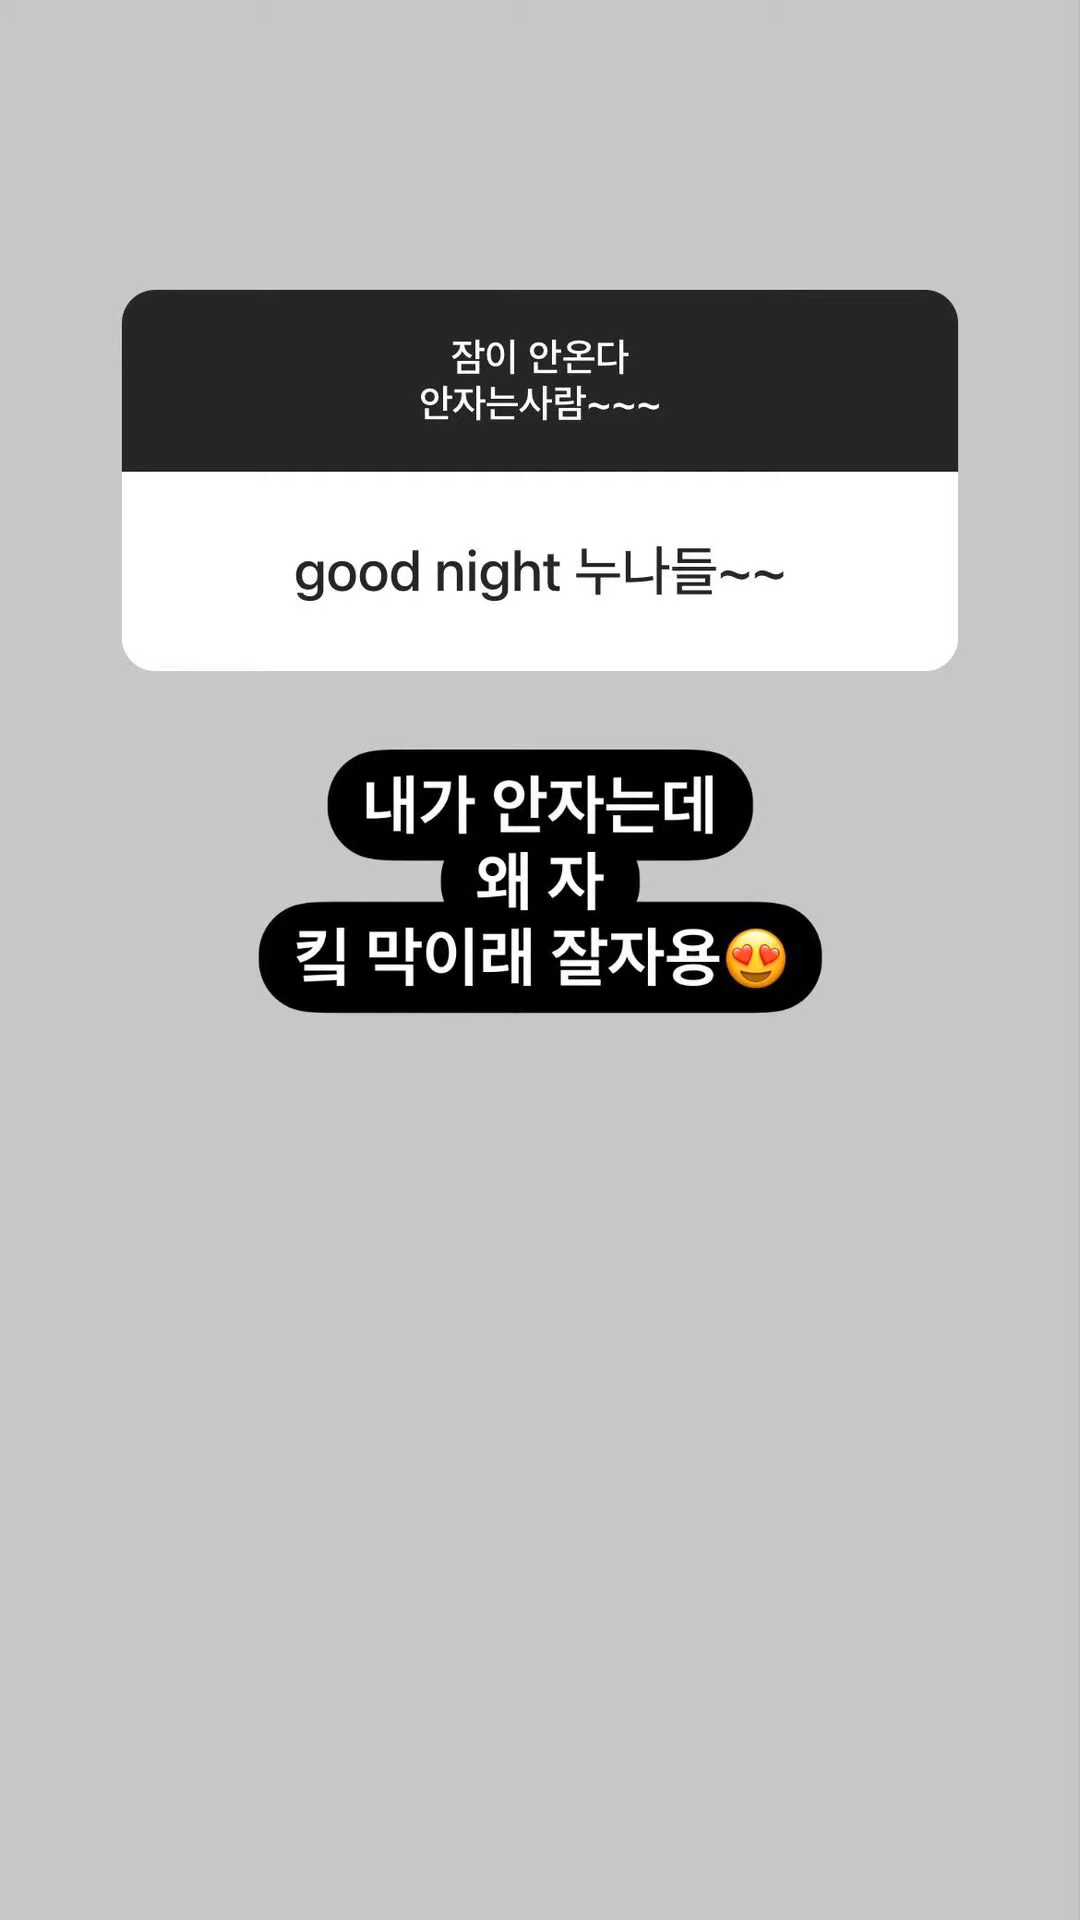 잠이 안온다
안자는사람~~~
good night 누나들~~
내가 안자는데
왜 자
킼 막이래 잘자용😍